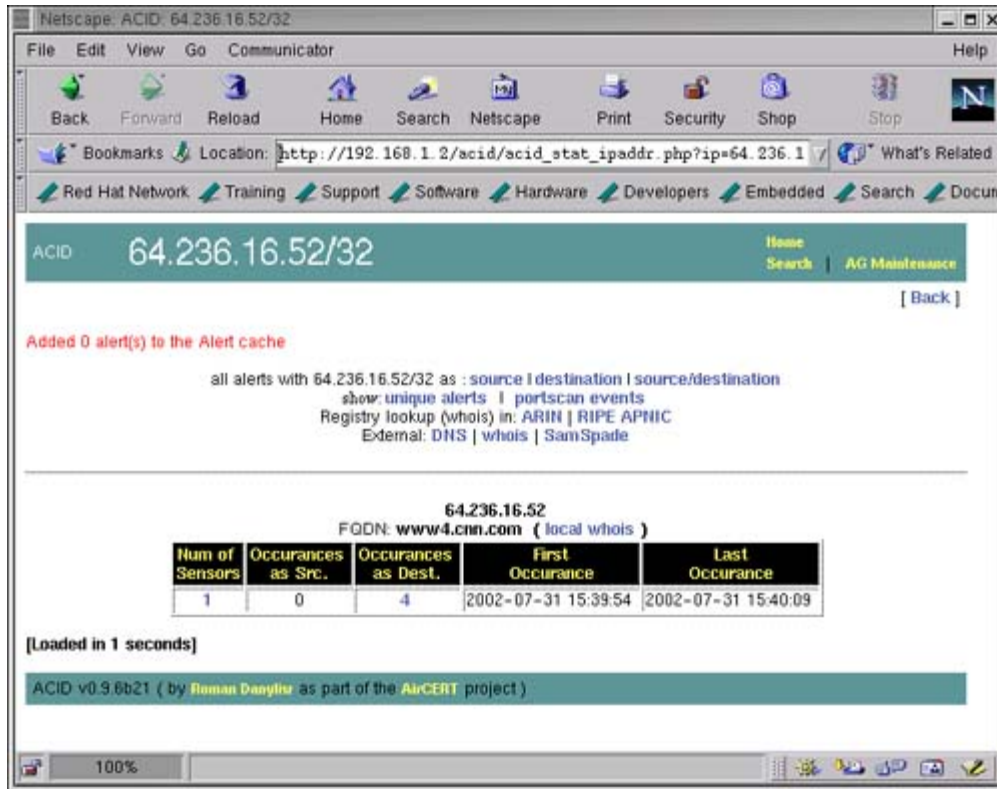 Netscape: ACID: 64.236.16.52/32
File Edit View Go Communicator Help
Back Forward Reload Home Search Netscape Print Security Shop Stop N
Bookmarks Location: http://192.168.1.2/acid/acid_stat_ipaddr.php?ip=64.236.1 What's Related
Red Hat Network Training Support Software Hardware Developers Embedded Search Docum
ACID 64.236.16.52/32
Home
Search | AG Maintenance
[ Back ]
Added 0 alert(s) to the Alert cache
all alerts with 64.236.16.52/32 as : source | destination | source/destination
show: unique alerts | portscan events
Registry lookup (whois) in: ARIN | RIPE APNIC
External: DNS | whois | SamSpade
64.236.16.52
FQDN: www4.cnn.com ( local whois )
Num of Sensors Occurances as Src. Occurances as Dest. First Occurance Last Occurance
1 0 4 2002-07-31 15:39:54 2002-07-31 15:40:09
[Loaded in 1 seconds]
ACID v0.9.6b21 ( by Roman Danyliw as part of the AirCERT project )
100%